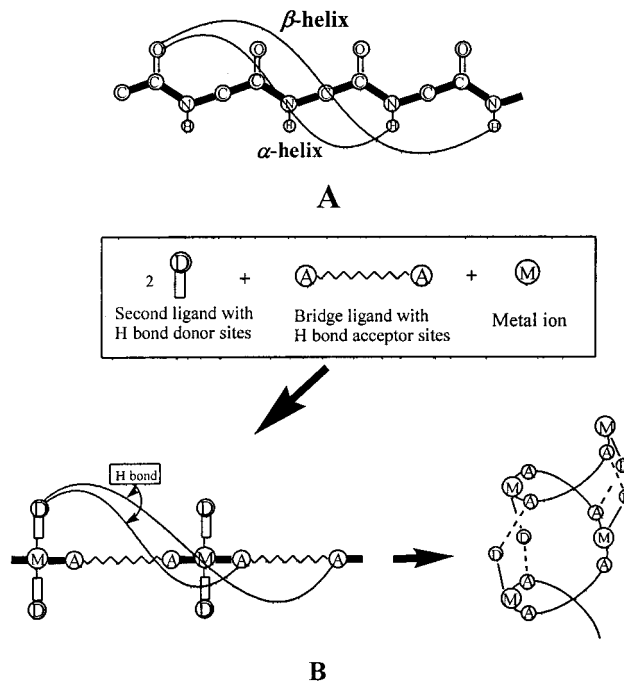 β-helix
O O O O
C C C C C C C
N N N N
H H H H
α-helix
A
2 D + A A + M
Second ligand with
H bond donor sites
Bridge ligand with
H bond acceptor sites
Metal ion
H bond
D D
M A A M A A
D D
M
A
D
A
M
A
A
D
M
D
A
A
M
A
B